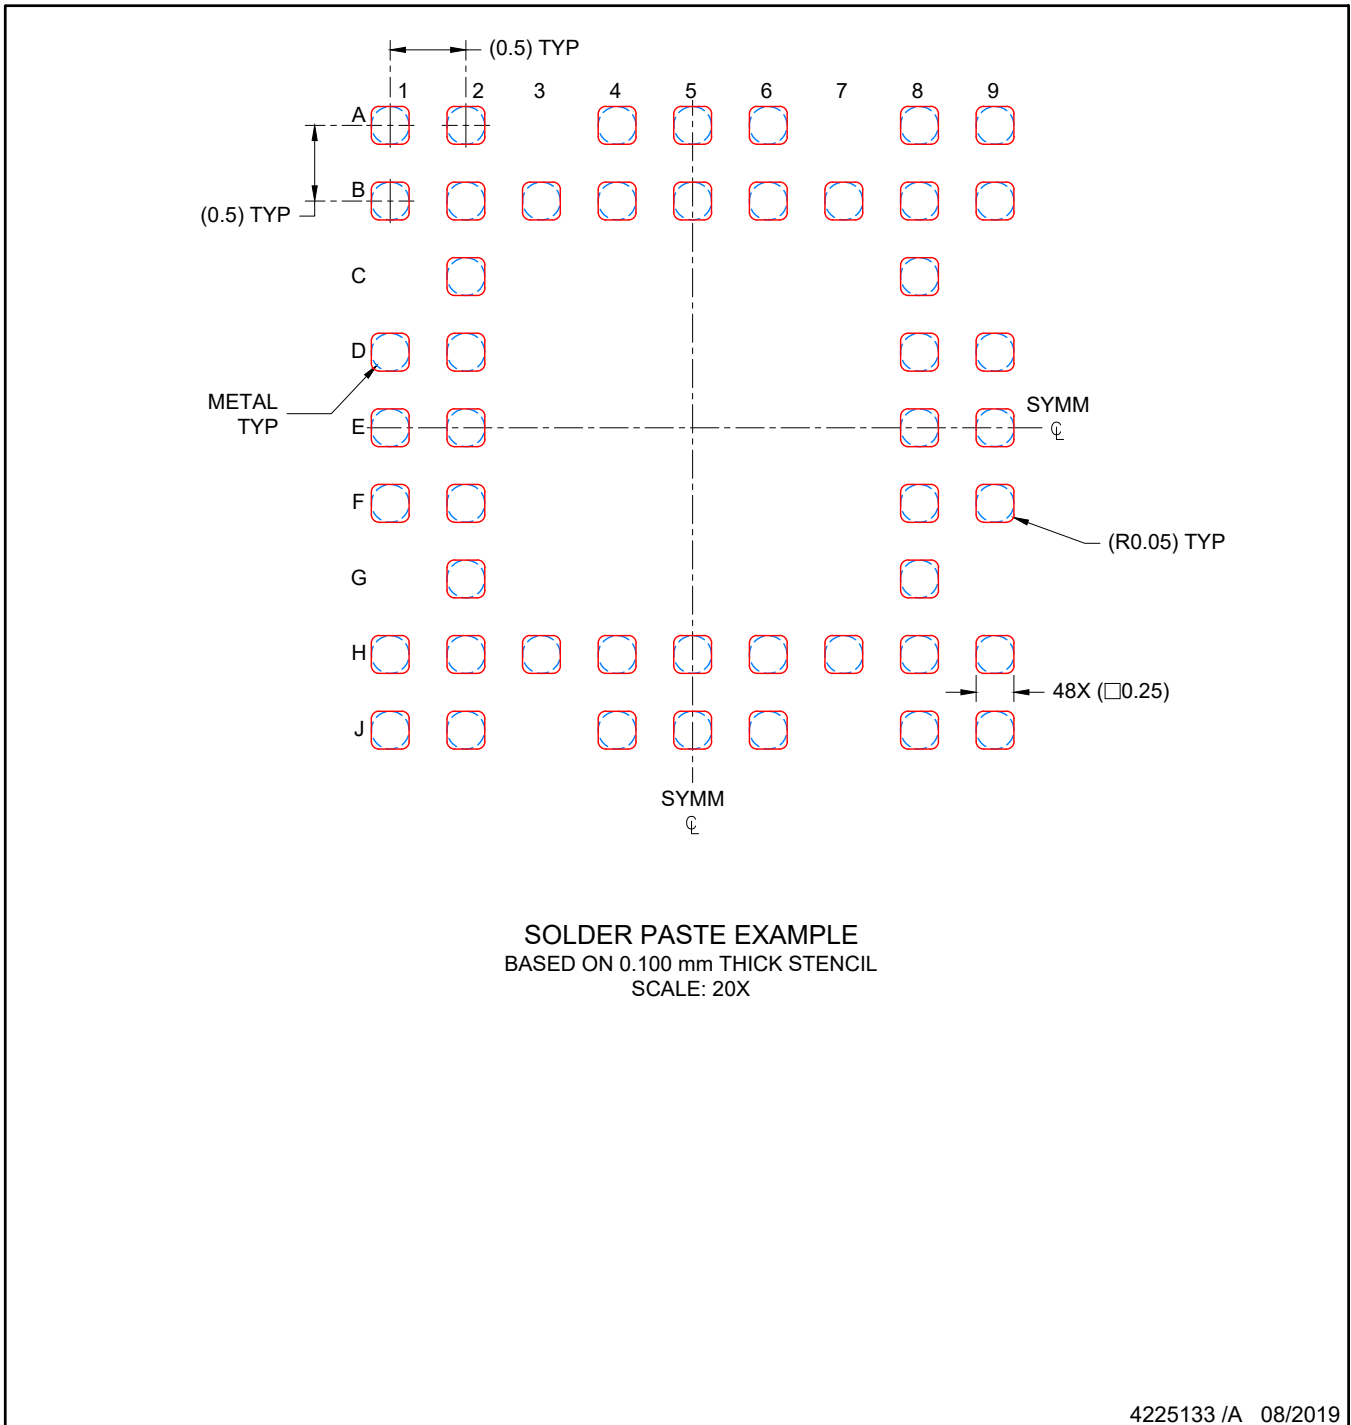 (0.5) TYP
1 2 3 4 5 6 7 8 9
A
B
(0.5) TYP
C
D
METAL
TYP
E
SYMM
℄
F
(R0.05) TYP
G
H
48X (□0.25)
J
SYMM
℄
SOLDER PASTE EXAMPLE
BASED ON 0.100 mm THICK STENCIL
SCALE: 20X
4225133 /A 08/2019